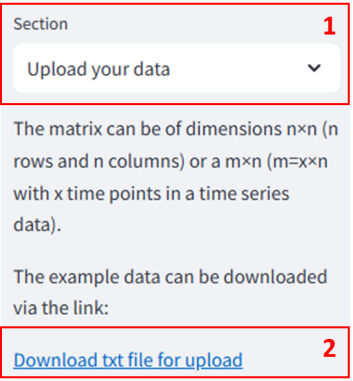 Section
1
Upload your data
The matrix can be of dimensions n×n (n
rows and n columns) or a m×n (m=x×n
with x time points in a time series
data).
The example data can be downloaded
via the link:
2
Download txt file for upload